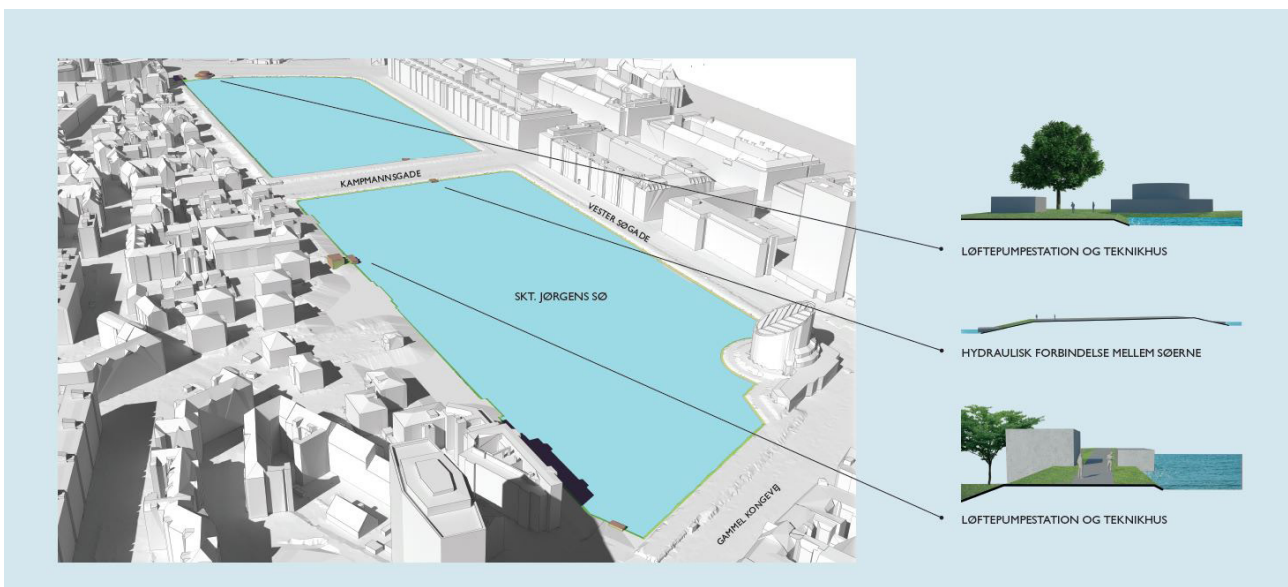 KAMPMANNSGADE
VESTER SØGADE
SKT. JØRGENS SØ
GAMMEL KONGEVEJ
LØFTEPUMPESTATION OG TEKNIKHUS
HYDRAULISK FORBINDELSE MELLEM SØERNE
LØFTEPUMPESTATION OG TEKNIKHUS